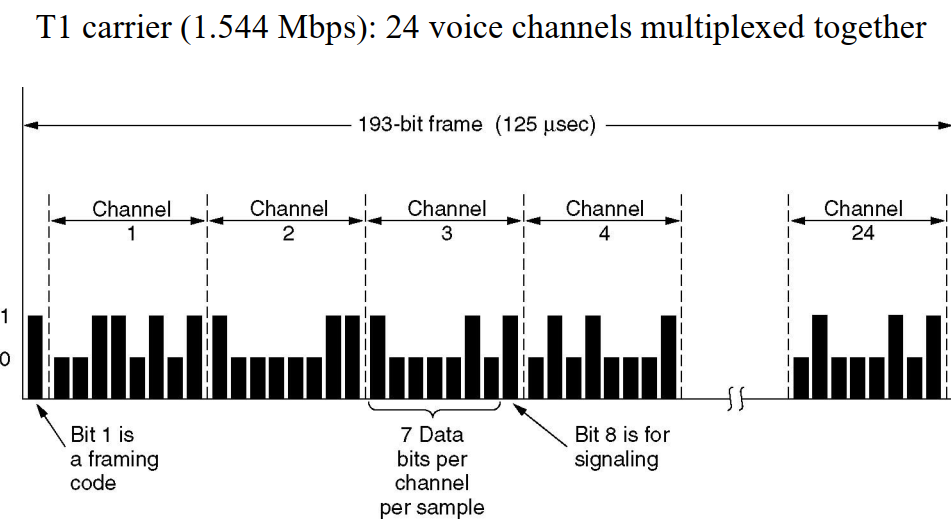 T1 carrier (1.544 Mbps): 24 voice channels multiplexed together
193-bit frame (125 μsec)
Channel
1
Channel
2
Channel
3
Channel
4
Channel
24
1
0
Bit 1 is
a framing
code
7 Data
bits per
channel
per sample
Bit 8 is for
signaling